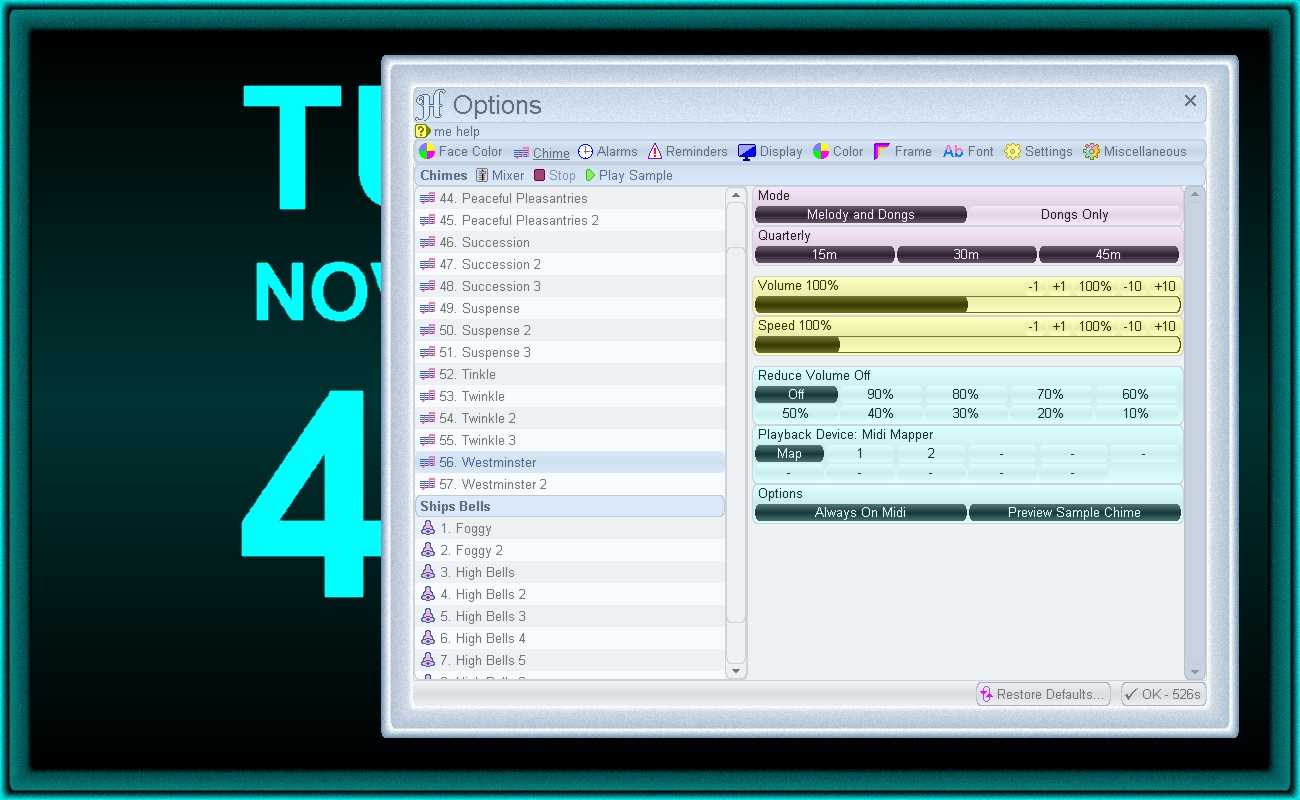 TU
NOV
4
Options
me help
Face Color Chime Alarms Reminders Display Color Frame Font Settings Miscellaneous
Chimes Mixer Stop Play Sample
44. Peaceful Pleasantries
45. Peaceful Pleasantries 2
46. Succession
47. Succession 2
48. Succession 3
49. Suspense
50. Suspense 2
51. Suspense 3
52. Tinkle
53. Twinkle
54. Twinkle 2
55. Twinkle 3
56. Westminster
57. Westminster 2
Ships Bells
1. Foggy
2. Foggy 2
3. High Bells
4. High Bells 2
5. High Bells 3
6. High Bells 4
7. High Bells 5
Mode
Melody and Dongs Dongs Only
Quarterly
15m 30m 45m
Volume 100% -1 +1 100% -10 +10
Speed 100% -1 +1 100% -10 +10
Reduce Volume Off
Off 90% 80% 70% 60%
50% 40% 30% 20% 10%
Playback Device: Midi Mapper
Map 1 2 - - -
- - - - -
Options
Always On Midi Preview Sample Chime
Restore Defaults... OK - 526s